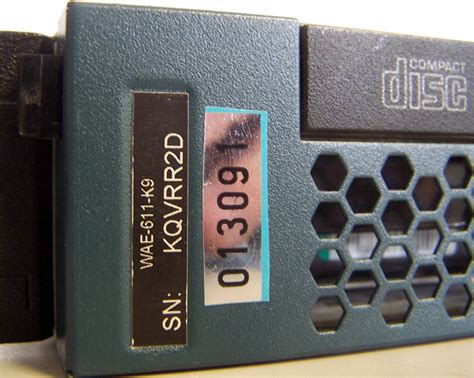 COMPACT
disc
WAE-611-K9
SN: KQVRR2D
013091